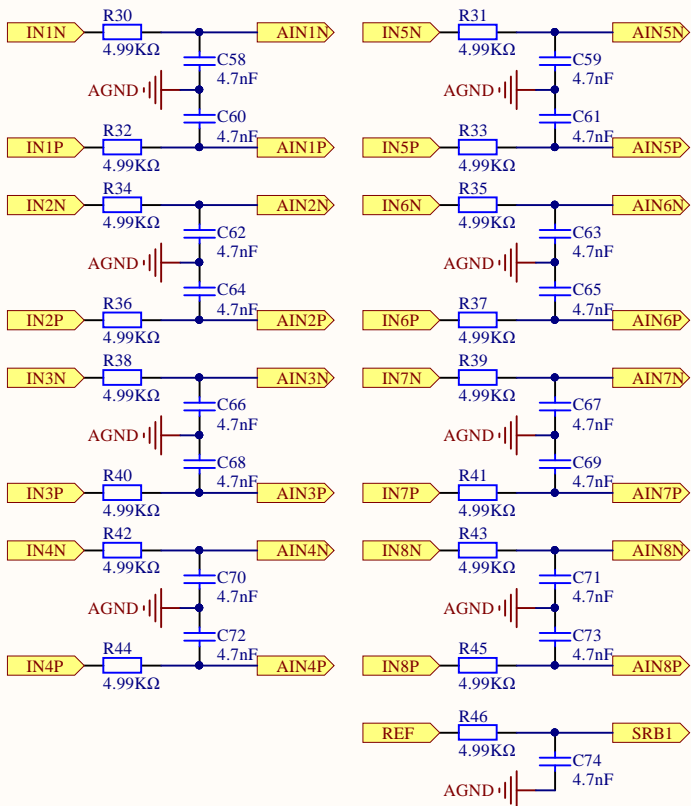 R30
IN1N
AIN1N
4.99KΩ
C58
4.7nF
AGND
C60
4.7nF
R32
IN1P
AIN1P
4.99KΩ
R34
IN2N
AIN2N
4.99KΩ
C62
4.7nF
AGND
C64
4.7nF
R36
IN2P
AIN2P
4.99KΩ
R38
IN3N
AIN3N
4.99KΩ
C66
4.7nF
AGND
C68
4.7nF
R40
IN3P
AIN3P
4.99KΩ
R42
IN4N
AIN4N
4.99KΩ
C70
4.7nF
AGND
C72
4.7nF
R44
IN4P
AIN4P
4.99KΩ
R31
IN5N
AIN5N
4.99KΩ
C59
4.7nF
AGND
C61
4.7nF
R33
IN5P
AIN5P
4.99KΩ
R35
IN6N
AIN6N
4.99KΩ
C63
4.7nF
AGND
C65
4.7nF
R37
IN6P
AIN6P
4.99KΩ
R39
IN7N
AIN7N
4.99KΩ
C67
4.7nF
AGND
C69
4.7nF
R41
IN7P
AIN7P
4.99KΩ
R43
IN8N
AIN8N
4.99KΩ
C71
4.7nF
AGND
C73
4.7nF
R45
IN8P
AIN8P
4.99KΩ
R46
REF
SRB1
4.99KΩ
C74
4.7nF
AGND